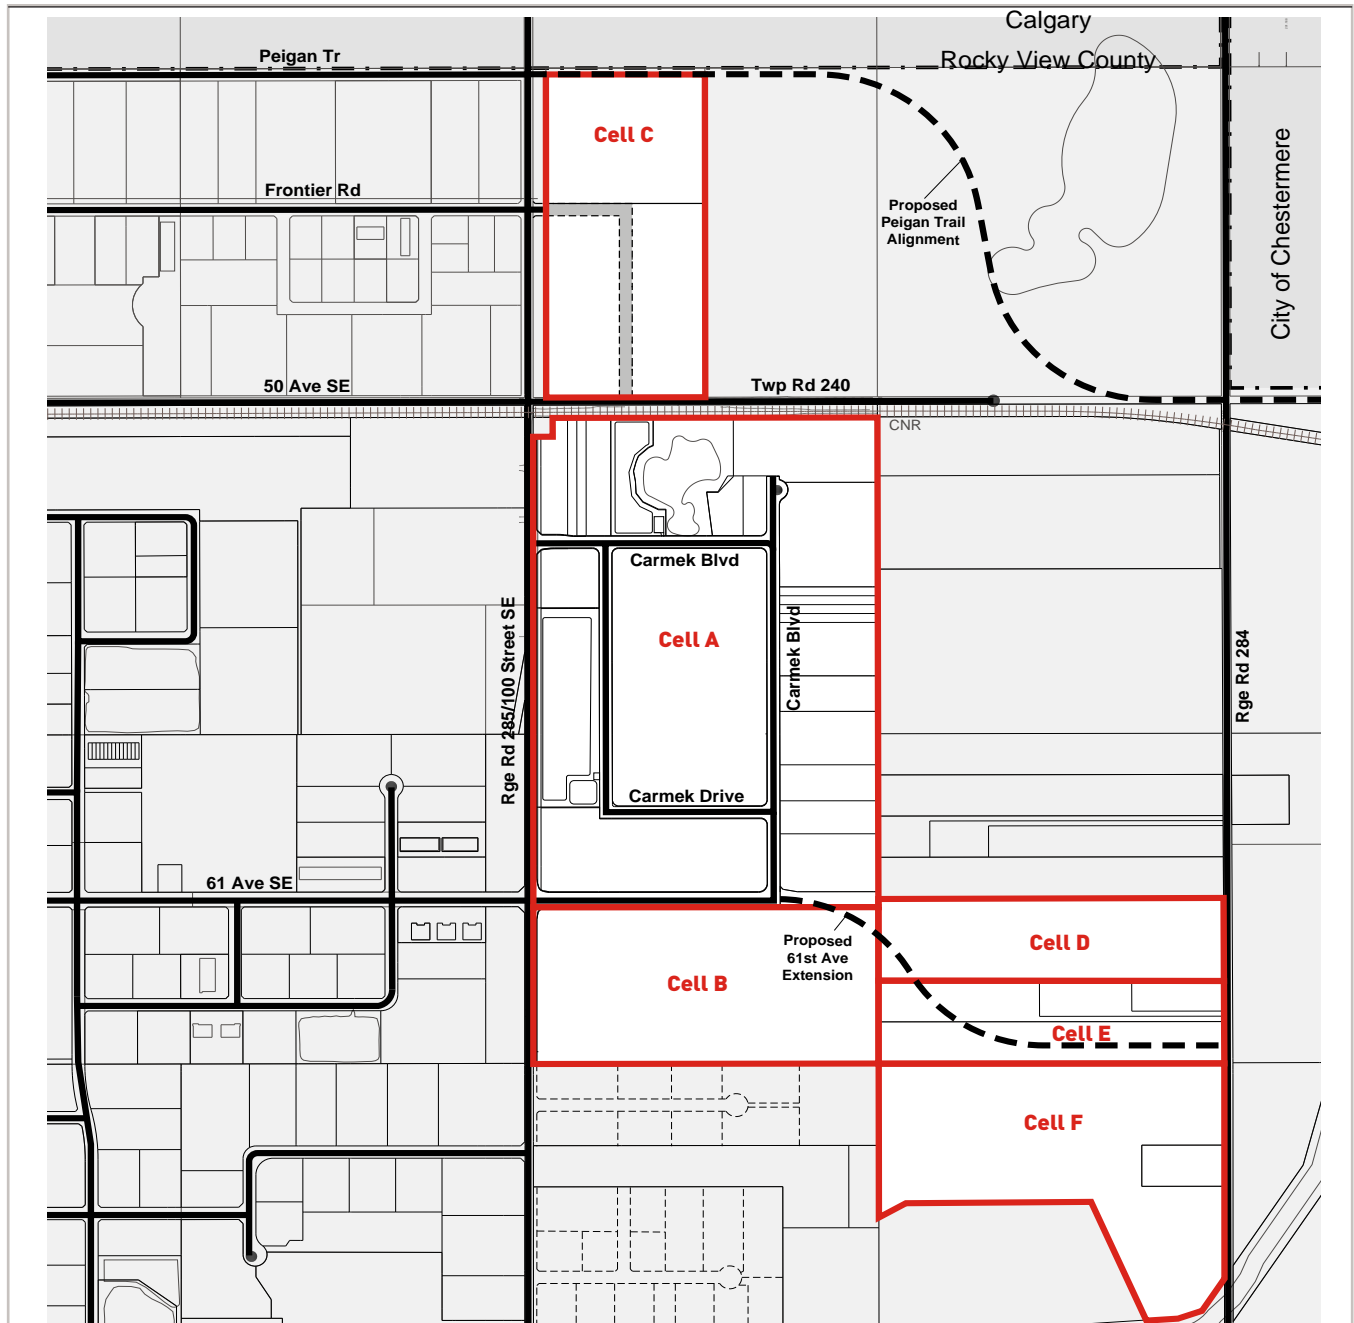 Calgary
Peigan Tr
Rocky View County
Cell C
City of Chestermere
Frontier Rd
Proposed
Peigan Trail
Alignment
50 Ave SE
Twp Rd 240
CNR
Carmek Blvd
Rge Rd 285/100 Street SE
Cell A
Carmek Blvd
Rge Rd 284
Carmek Drive
61 Ave SE
Proposed
61st Ave
Extension
Cell D
Cell B
Cell E
Cell F